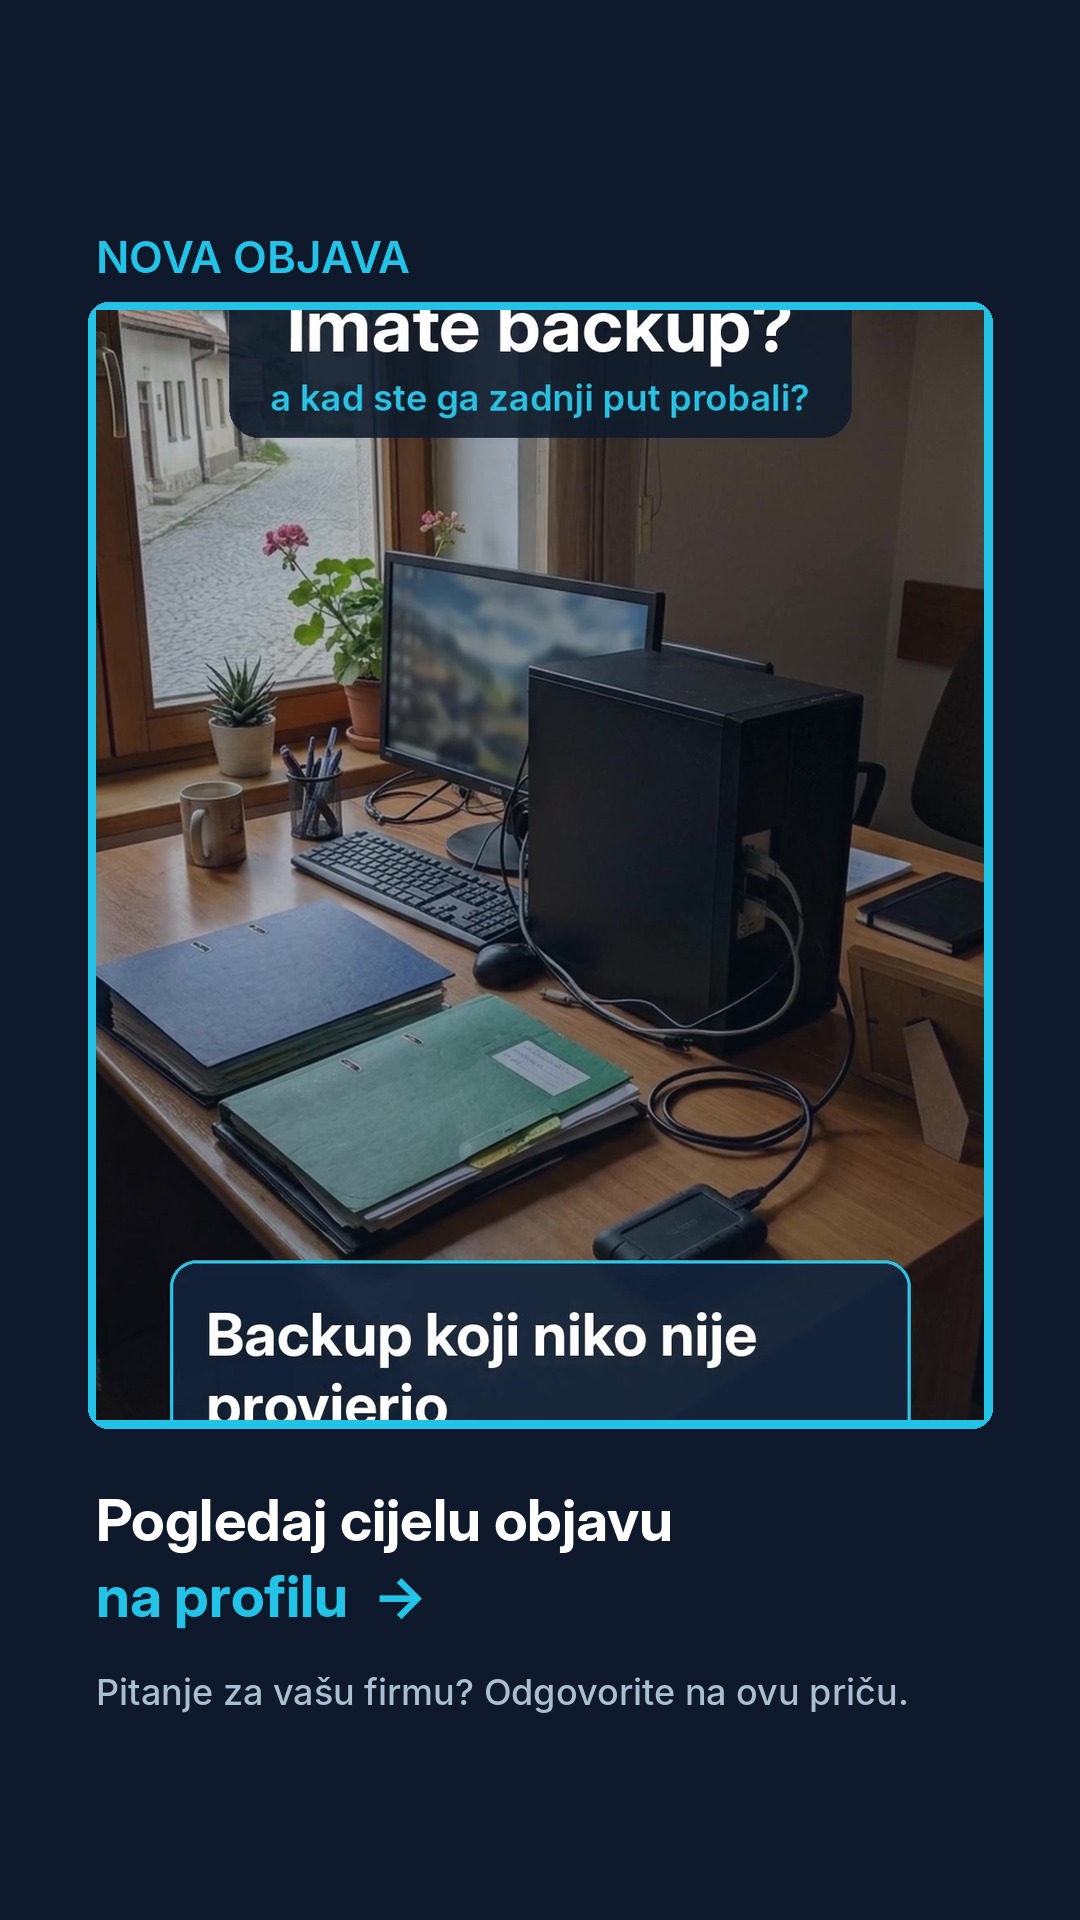 NOVA OBJAVA
Imate backup?
a kad ste ga zadnji put probali?
Backup koji niko nije
provjerio
Pogledaj cijelu objavu
na profilu →
Pitanje za vašu firmu? Odgovorite na ovu priču.